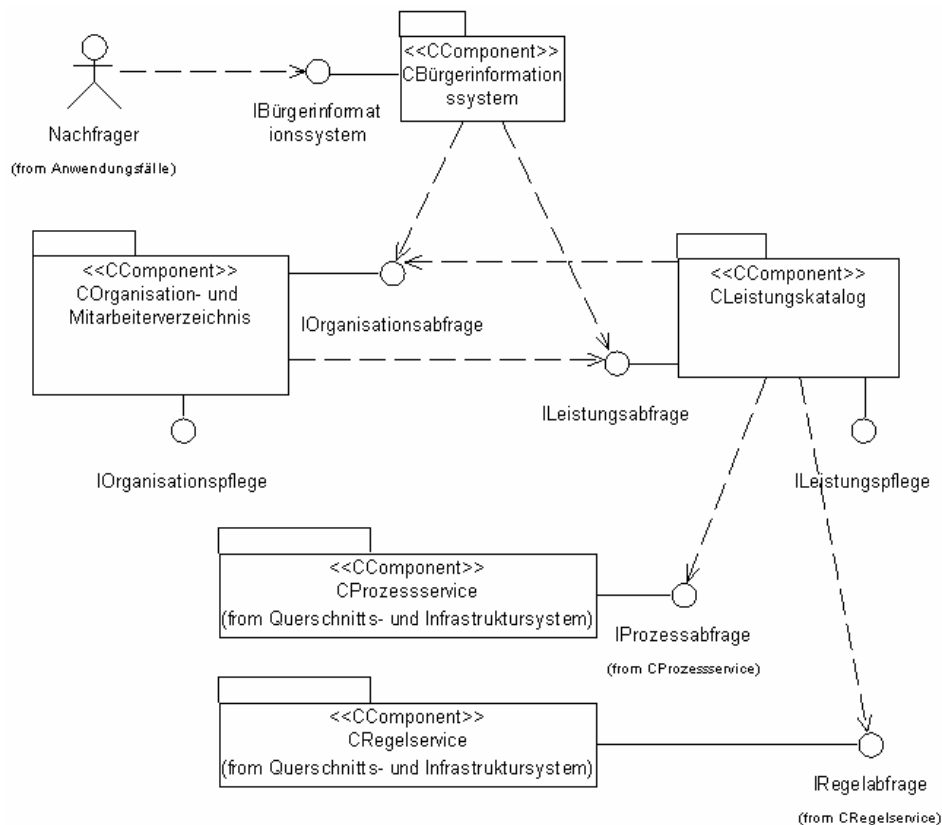 <<CComponent>>
CBürgerinformation
ssystem
IBürgerinformat
ionssystem
Nachfrager
(from Anwendungsfälle)
<<CComponent>>
COrganisation- und
Mitarbeiterverzeichnis
IOrganisationsabfrage
<<CComponent>>
CLeistungskatalog
ILeistungsabfrage
IOrganisationspflege
ILeistungspflege
<<CComponent>>
CProzessservice
(from Querschnitts- und Infrastruktursystem)
IProzessabfrage
(from CProzessservice)
<<CComponent>>
CRegelservice
(from Querschnitts- und Infrastruktursystem)
IRegelabfrage
(from CRegelservice)